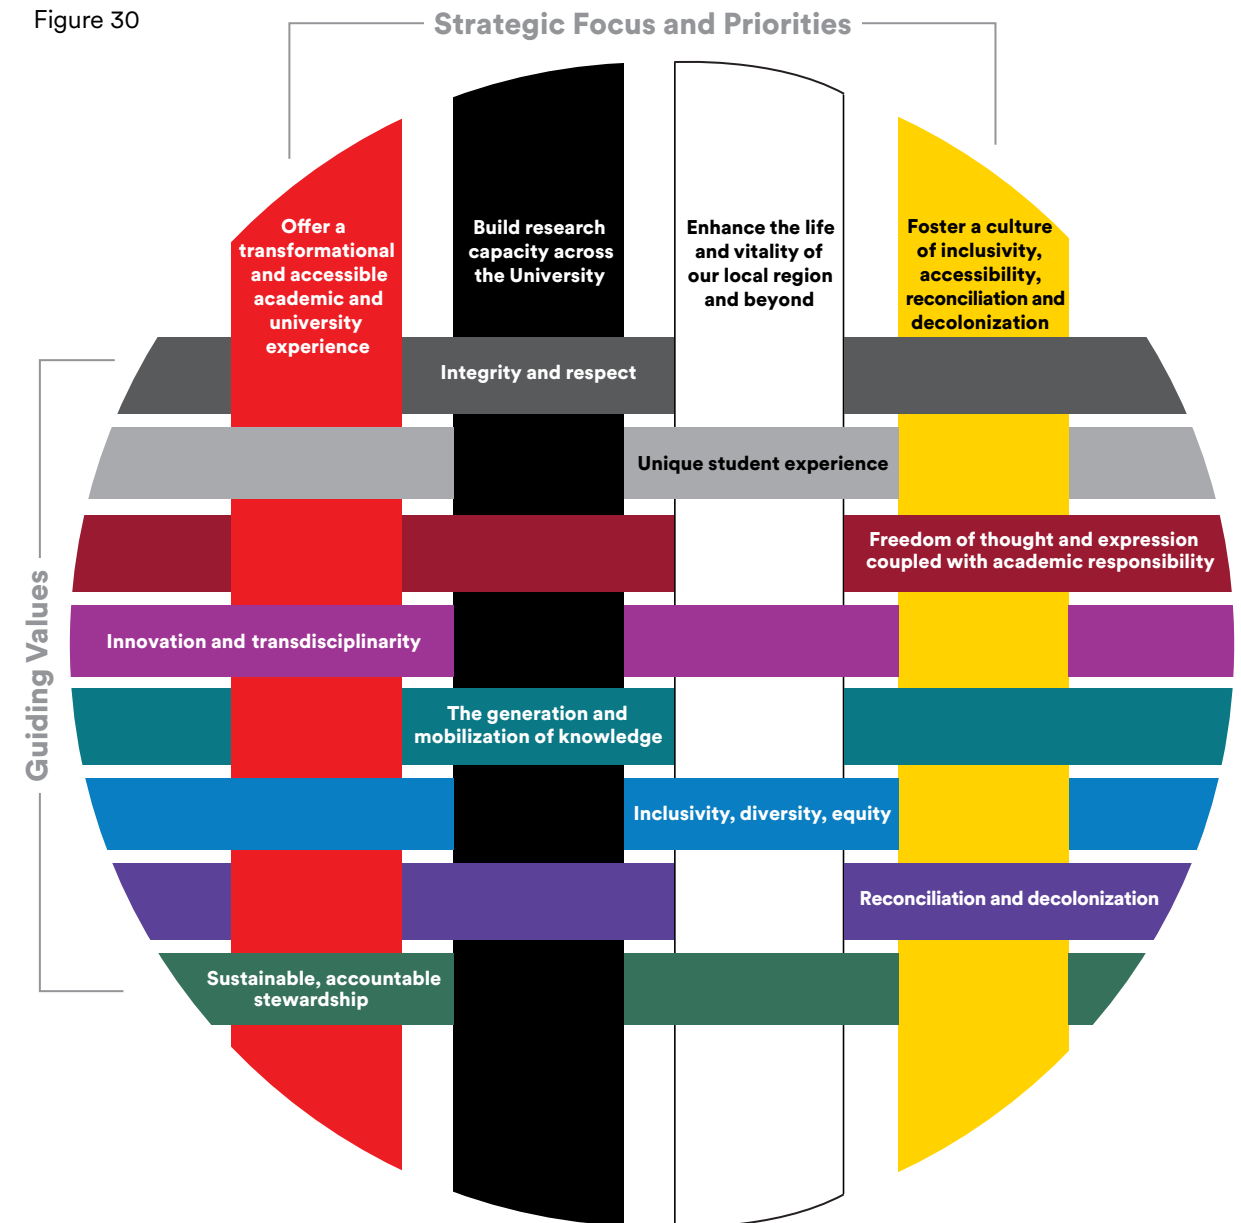 Figure 30
Strategic Focus and Priorities
Offer a
transformational
and accessible
academic and
university
experience
Build research
capacity across
the University
Enhance the life
and vitality of
our local region
and beyond
Foster a culture
of inclusivity,
accessibility,
reconciliation and
decolonization
Guiding Values
Integrity and respect
Unique student experience
Freedom of thought and expression
coupled with academic responsibility
Innovation and transdisciplinarity
The generation and
mobilization of knowledge
Inclusivity, diversity, equity
Reconciliation and decolonization
Sustainable, accountable
stewardship